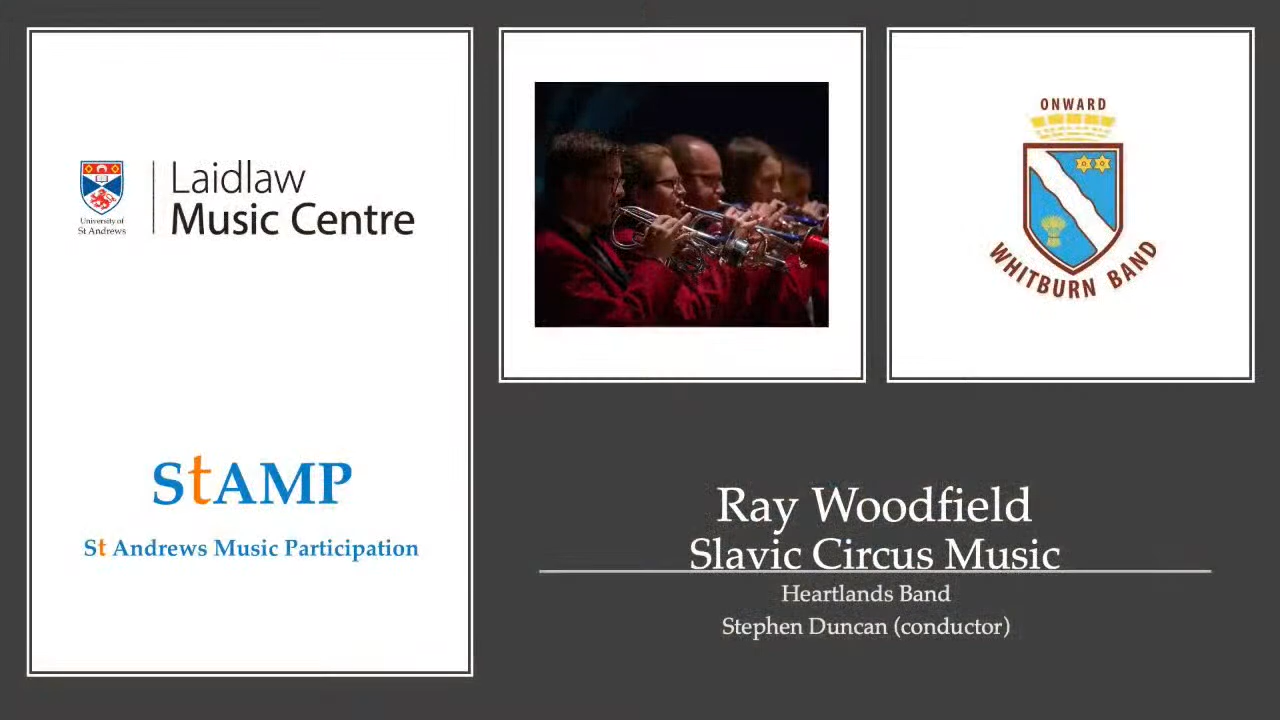 University of
St Andrews
Laidlaw
Music Centre
StAMP
St Andrews Music Participation
ONWARD
WHITBURN BAND
Ray Woodfield
Slavic Circus Music
Heartlands Band
Stephen Duncan (conductor)